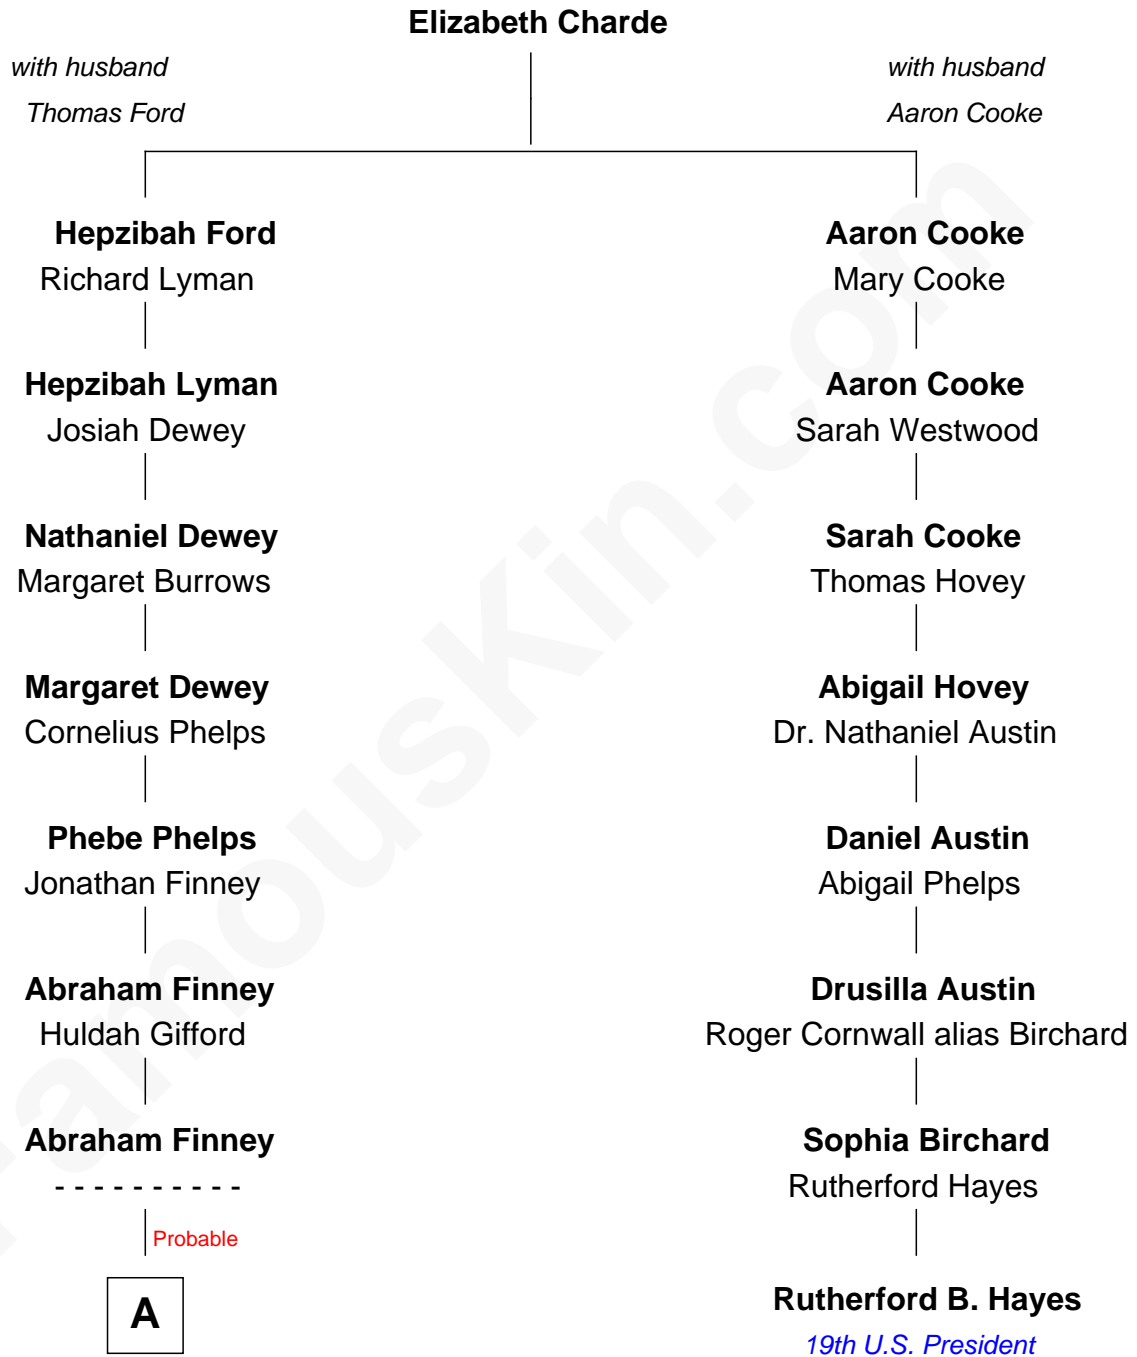 Elizabeth Charde
with husband
Thomas Ford
with husband
Aaron Cooke
Hepzibah Ford
Richard Lyman
Aaron Cooke
Mary Cooke
Hepzibah Lyman
Josiah Dewey
Aaron Cooke
Sarah Westwood
Nathaniel Dewey
Margaret Burrows
Sarah Cooke
Thomas Hovey
Margaret Dewey
Cornelius Phelps
Abigail Hovey
Dr. Nathaniel Austin
Phebe Phelps
Jonathan Finney
Daniel Austin
Abigail Phelps
Abraham Finney
Huldah Gifford
Drusilla Austin
Roger Cornwall alias Birchard
Abraham Finney
- - - - - - - - - -
Sophia Birchard
Rutherford Hayes
Probable
A
Rutherford B. Hayes
19th U.S. President
FamousKin.com